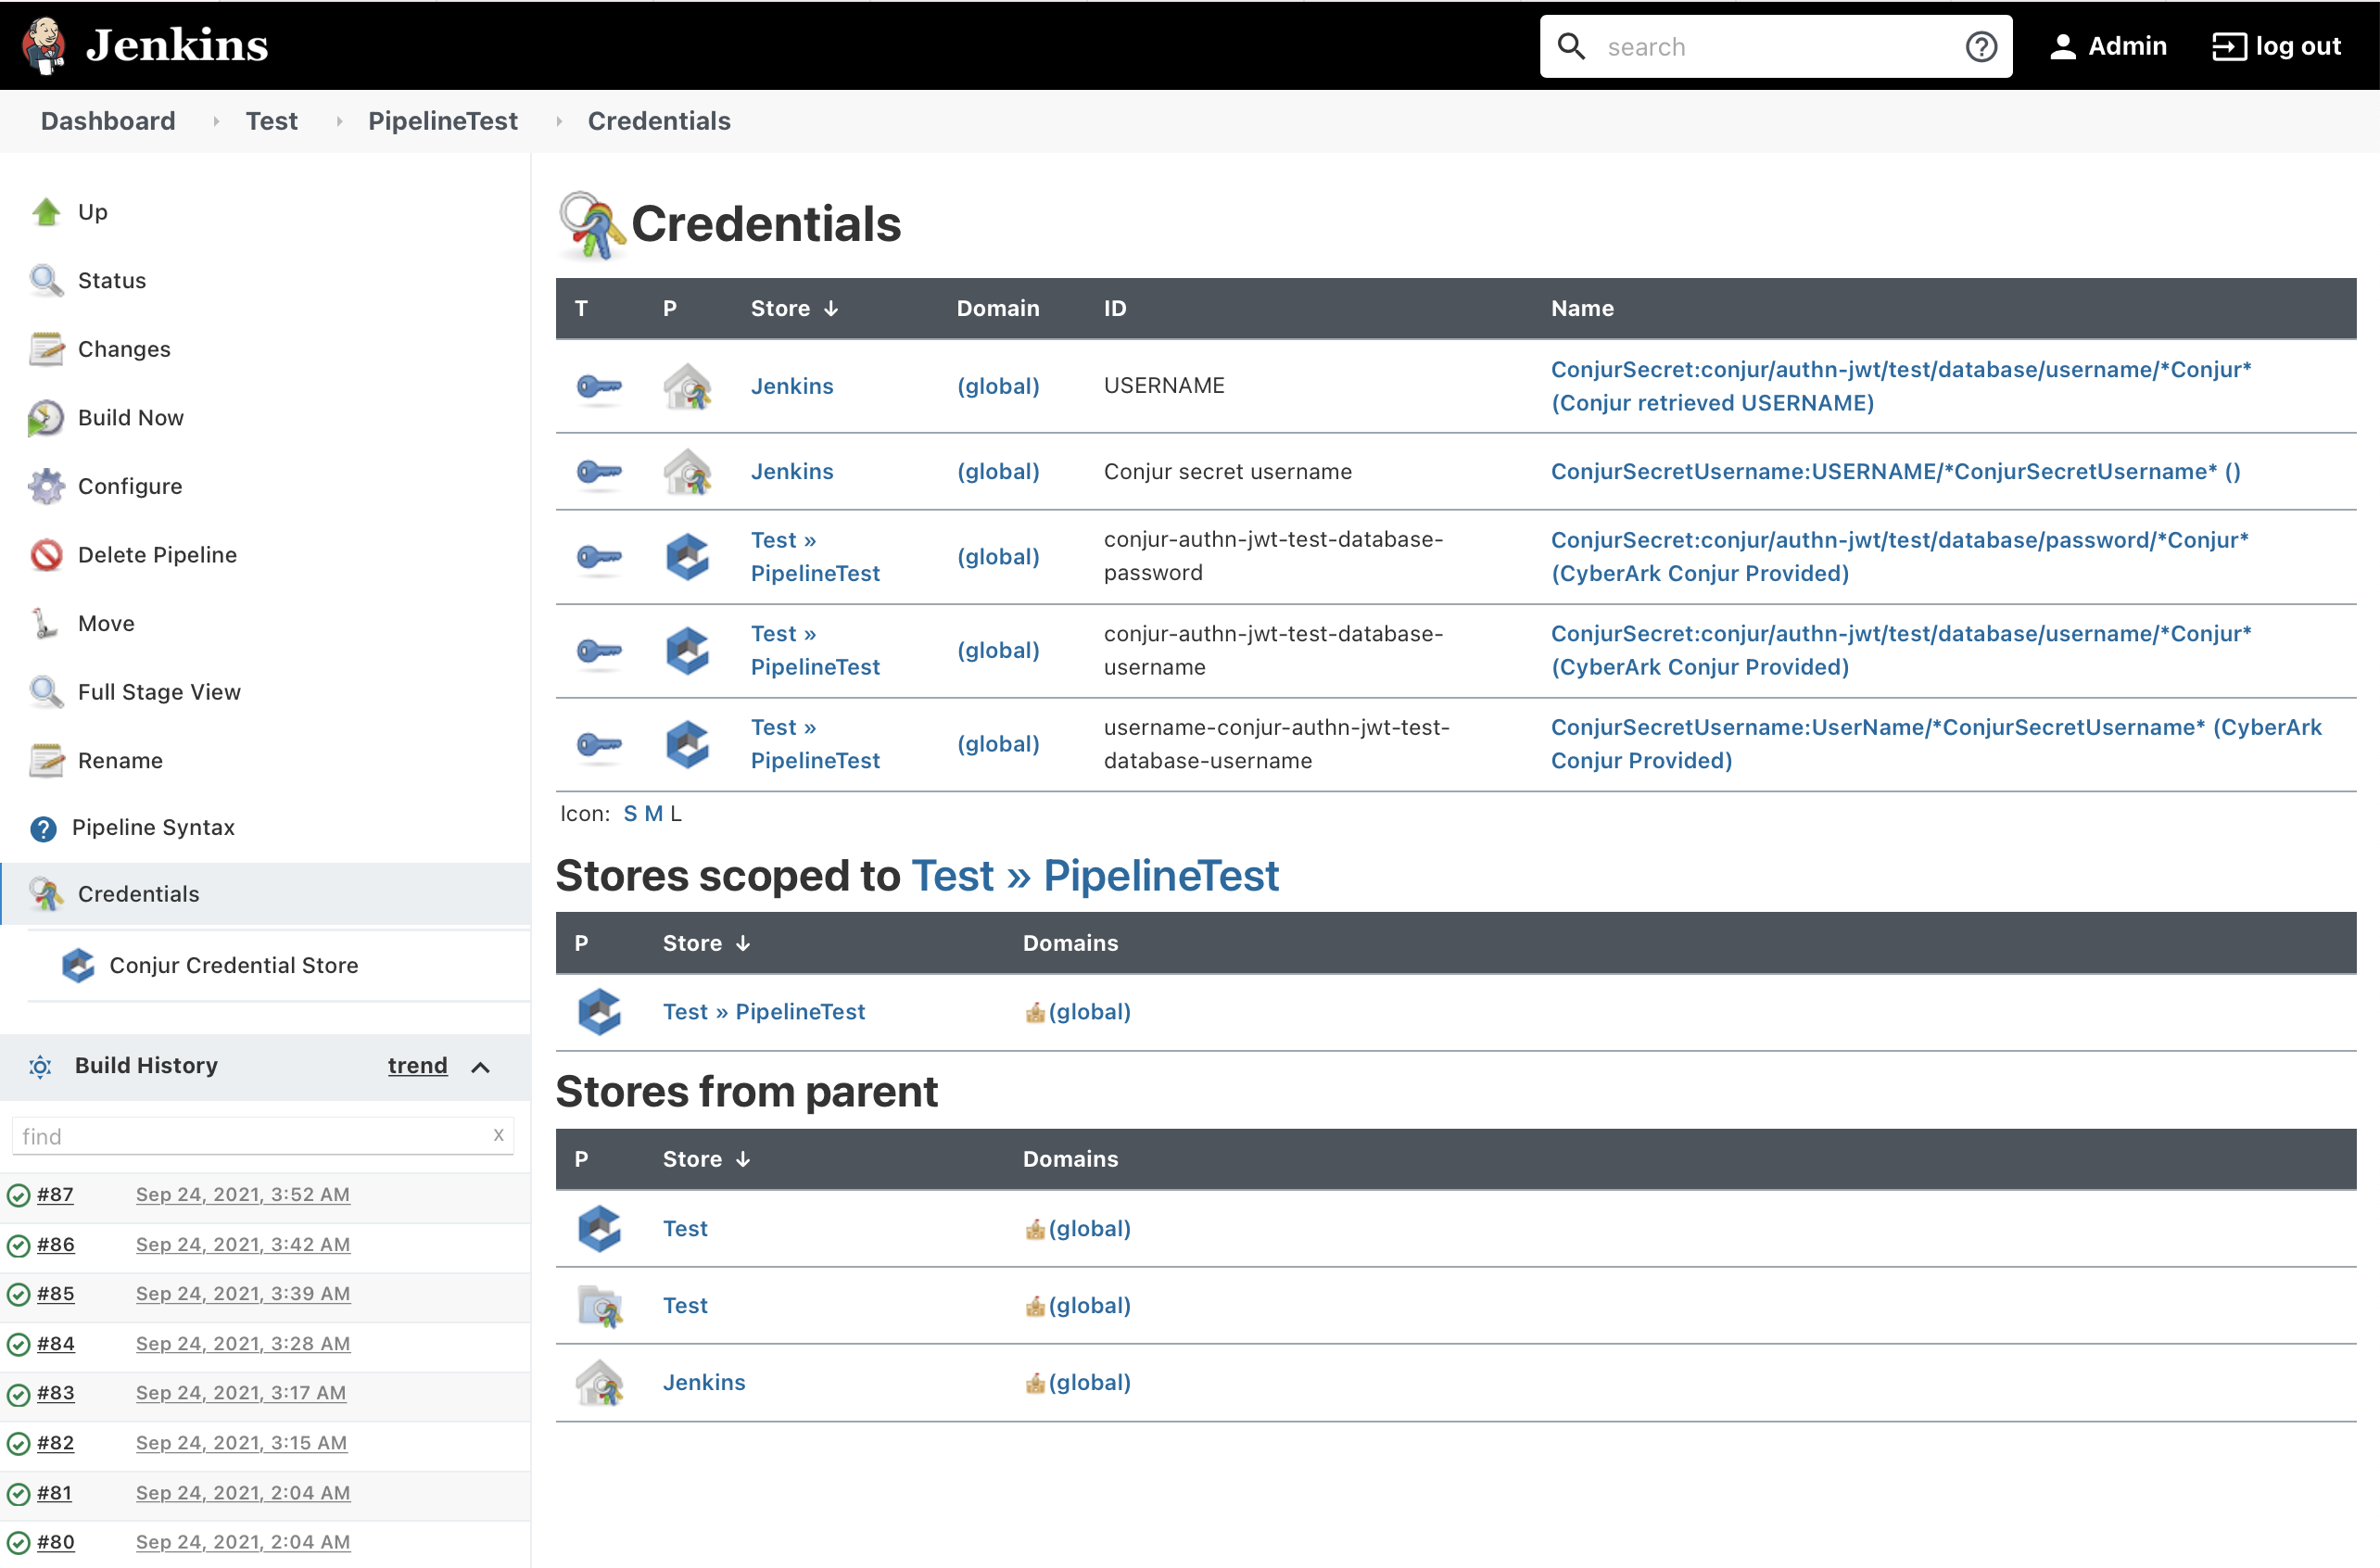 Jenkins
search
Admin
log out
Dashboard
Test
PipelineTest
Credentials
Up
Status
Changes
Build Now
Configure
Delete Pipeline
Move
Full Stage View
Rename
Pipeline Syntax
Credentials
Conjur Credential Store
Build History trend
find x
#87 Sep 24, 2021, 3:52 AM
#86 Sep 24, 2021, 3:42 AM
#85 Sep 24, 2021, 3:39 AM
#84 Sep 24, 2021, 3:28 AM
#83 Sep 24, 2021, 3:17 AM
#82 Sep 24, 2021, 3:15 AM
#81 Sep 24, 2021, 2:04 AM
#80 Sep 24, 2021, 2:04 AM
Credentials
T P Store ↓ Domain ID Name
Jenkins (global) USERNAME ConjurSecret:conjur/authn-jwt/test/database/username/*Conjur*
(Conjur retrieved USERNAME)
Jenkins (global) Conjur secret username ConjurSecretUsername:USERNAME/*ConjurSecretUsername* ()
Test » (global) conjur-authn-jwt-test-database- ConjurSecret:conjur/authn-jwt/test/database/password/*Conjur*
PipelineTest password (CyberArk Conjur Provided)
Test » (global) conjur-authn-jwt-test-database- ConjurSecret:conjur/authn-jwt/test/database/username/*Conjur*
PipelineTest username (CyberArk Conjur Provided)
Test » (global) username-conjur-authn-jwt-test- ConjurSecretUsername:UserName/*ConjurSecretUsername* (CyberArk
PipelineTest database-username Conjur Provided)
Icon: S M L
Stores scoped to Test » PipelineTest
P Store ↓ Domains
Test » PipelineTest (global)
Stores from parent
P Store ↓ Domains
Test (global)
Test (global)
Jenkins (global)